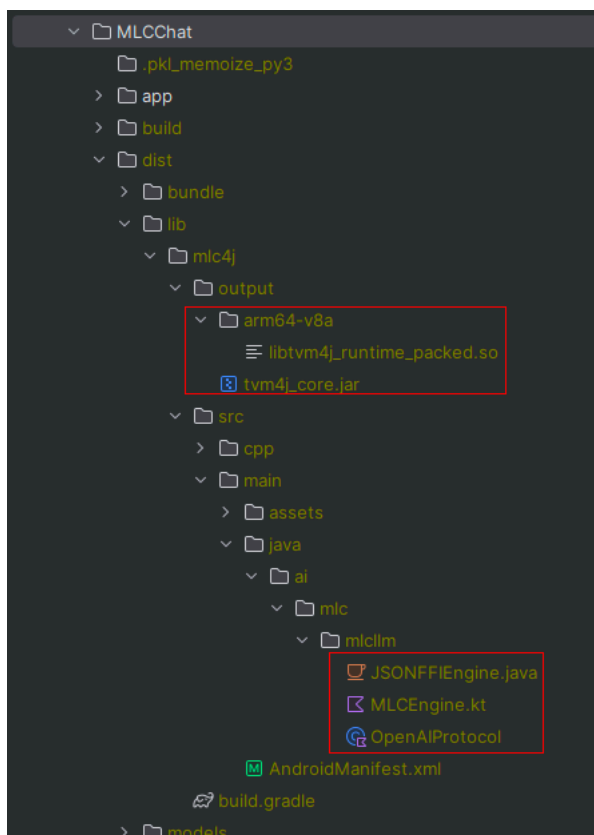 MLCChat
.pkl_memoize_py3
app
build
dist
bundle
lib
mlc4j
output
arm64-v8a
libtvm4j_runtime_packed.so
tvm4j_core.jar
src
cpp
main
assets
java
ai
mlc
mlcllm
JSONFFIEngine.java
MLCEngine.kt
OpenAIProtocol
AndroidManifest.xml
build.gradle
models